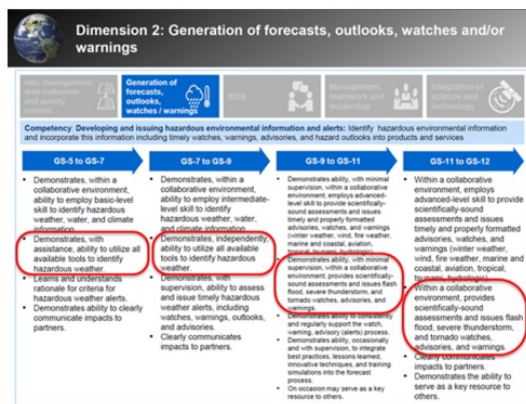 Dimension 2: Generation of forecasts, outlooks, watches and/or
warnings
Info. management,
data collection
and quality
control
Generation of
forecasts,
outlooks,
watches / warnings
IDSS
Management,
teamwork and
leadership
Integration of
science and
technology
Competency: Developing and issuing hazardous environmental information and alerts: Identify hazardous environmental information
and incorporate this information including timely watches, warnings, advisories, and hazard outlooks into products and services
GS-5 to GS-7
• Demonstrates, within a
collaborative environment,
ability to employ basic-level
skill to identify hazardous
weather, water, and climate
information.
• Demonstrates, with
assistance, ability to utilize all
available tools to identify
hazardous weather.
• Learns and understands
rationale for criteria for
hazardous weather alerts.
• Demonstrates ability to clearly
communicate impacts to
partners.
GS-7 to GS-9
• Demonstrates, within a
collaborative environment,
ability to employ intermediate-
level skill to identify
hazardous weather, water,
and climate information.
• Demonstrates, independently,
ability to utilize all available
tools to identify hazardous
weather.
• Demonstrates, with
supervision, ability to assess
and issue timely hazardous
weather alerts, including
watches, warnings, outlooks,
and advisories.
• Clearly communicates
impacts to partners.
GS-9 to GS-11
• Demonstrates ability, with minimal
supervision, within a collaborative
environment, employs advanced-
level skill to provide scientifically-
sound assessments and issues
timely and properly formatted
advisories, watches, and warnings
(winter weather, wind, fire weather,
marine and coastal, aviation,
tropical, tsunami, hydrologic).
• Demonstrates ability, with minimal
supervision, within a collaborative
environment, provides scientifically-
sound assessments and issues flash
flood, severe thunderstorm, and
tornado watches, advisories, and
warnings.
• Demonstrates ability to consistently
and regularly support the watch,
warning, advisory (alerts) process.
• Demonstrates ability, occasionally
and with supervision, to integrate
best practices, lessons learned,
innovative techniques, and training
simulations into the forecast
process.
• On occasion may serve as a key
resource to others.
GS-11 to GS-12
• Within a collaborative
environment, employs
advanced-level skill to provide
scientifically-sound
assessments and issues
timely and properly formatted,
advisories, watches, and
warnings (winter weather,
wind, fire weather, marine and
coastal, aviation, tropical,
tsunami, hydrologic).
• Within a collaborative
environment, provides
scientifically-sound
assessments and issues flash
flood, severe thunderstorm,
and tornado watches,
advisories, and warnings.
• Clearly communicates
impacts to partners.
• Demonstrates the ability to
serve as a key resource to
others.